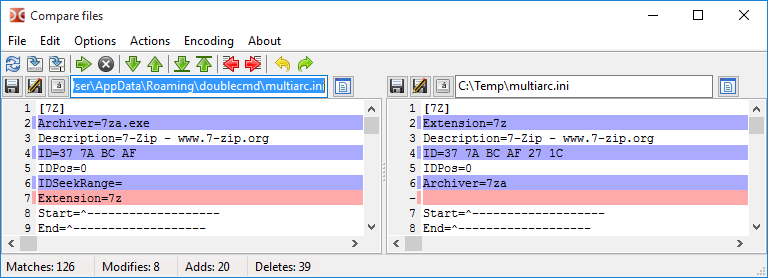 Compare files
File Edit Options Actions Encoding About
Jser\AppData\Roaming\doublecmd\multiarc.ini
C:\Temp\multiarc.ini
1 [7Z]
2 Archiver=7za.exe
3 Description=7-Zip - www.7-zip.org
4 ID=37 7A BC AF
5 IDPos=0
6 IDSeekRange=
7 Extension=7z
8 Start=^-------------------
9 End=^-------------------
1 [7Z]
2 Extension=7z
3 Description=7-Zip - www.7-zip.org
4 ID=37 7A BC AF 27 1C
5 IDPos=0
6 Archiver=7za
-
7 Start=^-------------------
8 End=^-------------------
Matches: 126 Modifies: 8 Adds: 20 Deletes: 39